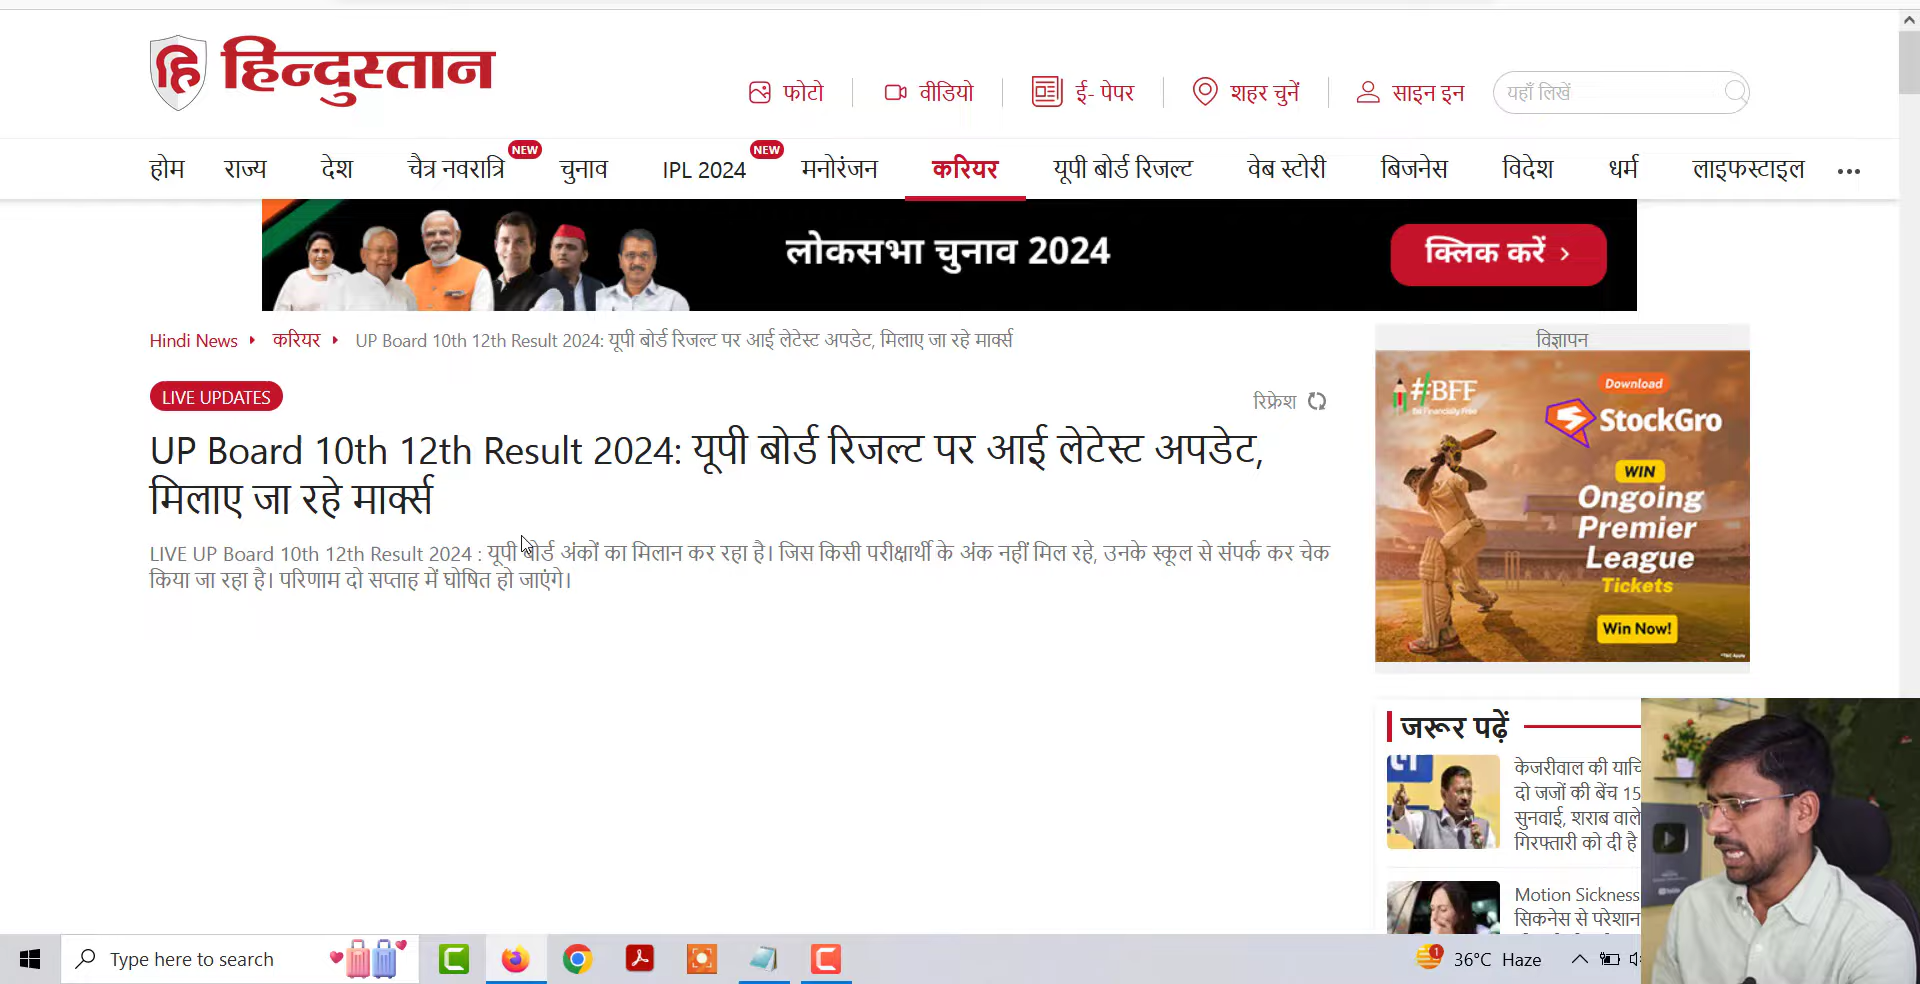 हि हिन्दुस्तान
फोटो
वीडियो
ई- पेपर
शहर चुनें
साइन इन
यहाँ लिखें
होम
राज्य
देश
चैत्र नवरात्रि
NEW
चुनाव
IPL 2024
NEW
मनोरंजन
करियर
यूपी बोर्ड रिजल्ट
वेब स्टोरी
बिजनेस
विदेश
धर्म
लाइफस्टाइल
लोकसभा चुनाव 2024
क्लिक करें
Hindi News
करियर
UP Board 10th 12th Result 2024: यूपी बोर्ड रिजल्ट पर आई लेटेस्ट अपडेट, मिलाए जा रहे मार्क्स
LIVE UPDATES
रिफ्रेश
UP Board 10th 12th Result 2024: यूपी बोर्ड रिजल्ट पर आई लेटेस्ट अपडेट,
मिलाए जा रहे मार्क्स
LIVE UP Board 10th 12th Result 2024 : यूपी बोर्ड अंकों का मिलान कर रहा है। जिस किसी परीक्षार्थी के अंक नहीं मिल रहे, उनके स्कूल से संपर्क कर चेक
किया जा रहा है। परिणाम दो सप्ताह में घोषित हो जाएंगे।
विज्ञापन
#BFF
Be Financially Free
Download
StockGro
WIN
Ongoing
Premier
League
Tickets
Win Now!
*T&C Apply
जरूर पढ़ें
केजरीवाल की याचि
दो जजों की बेंच 15
सुनवाई, शराब वाले
गिरफ्तारी को दी है
Motion Sickness
सिकनेस से परेशान
Type here to search
1
36°C Haze